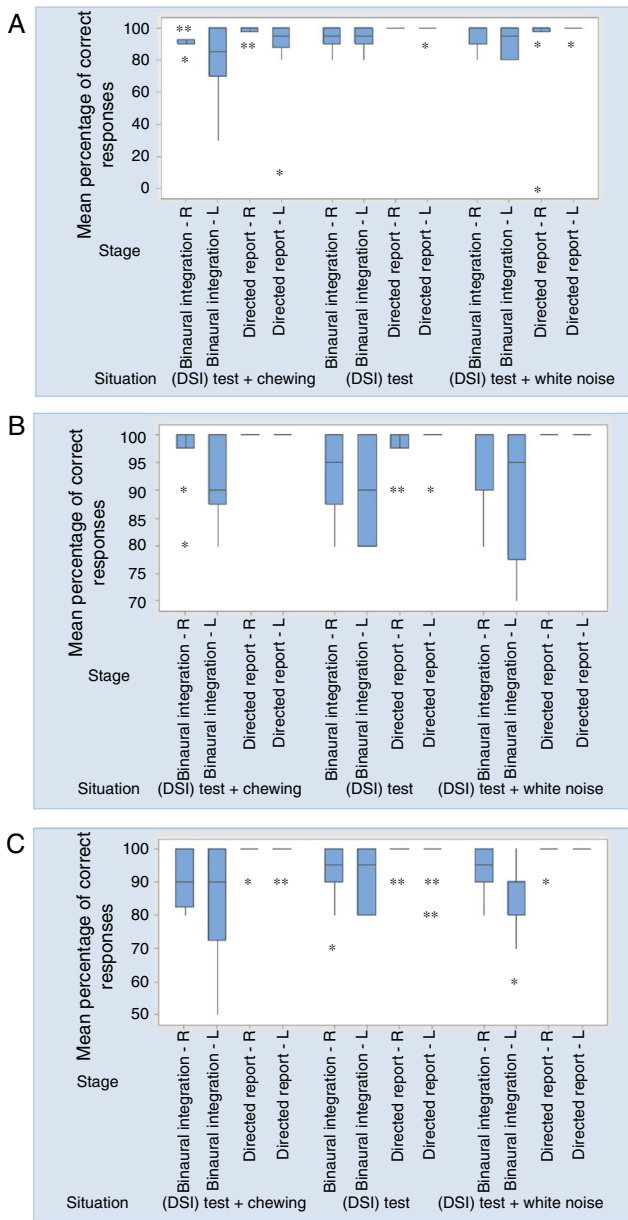 A
Mean percentage of correct
responses
100
80
60
40
20
0
** * ** * * * * *
*
Stage
Binaural integration - R
Binaural integration - L
Directed report - R
Directed report - L
Binaural integration - R
Binaural integration - L
Directed report - R
Directed report - L
Binaural integration - R
Binaural integration - L
Directed report - R
Directed report - L
Situation (DSI) test + chewing (DSI) test (DSI) test + white noise
B
Mean percentage of correct
responses
100
95
90
85
80
75
70
* ** *
*
Stage
Binaural integration - R
Binaural integration - L
Directed report - R
Directed report - L
Binaural integration - R
Binaural integration - L
Directed report - R
Directed report - L
Binaural integration - R
Binaural integration - L
Directed report - R
Directed report - L
Situation (DSI) test + chewing (DSI) test (DSI) test + white noise
C
Mean percentage of correct
responses
100
90
80
70
60
50
* ** ** ** *
**
*
*
Stage
Binaural integration - R
Binaural integration - L
Directed report - R
Directed report - L
Binaural integration - R
Binaural integration - L
Directed report - R
Directed report - L
Binaural integration - R
Binaural integration - L
Directed report - R
Directed report - L
Situation (DSI) test + chewing (DSI) test (DSI) test + white noise